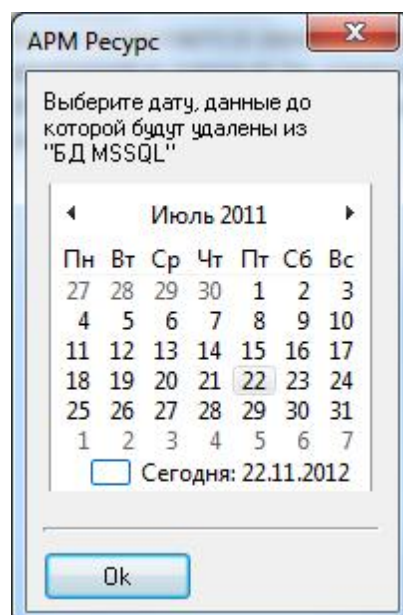 АРМ Ресурс
Выберите дату, данные до
которой будут удалены из
"БД MSSQL"
Июль 2011
Пн Вт Ср Чт Пт Сб Вс
27 28 29 30 1 2 3
4 5 6 7 8 9 10
11 12 13 14 15 16 17
18 19 20 21 22 23 24
25 26 27 28 29 30 31
1 2 3 4 5 6 7
Сегодня: 22.11.2012
Ok